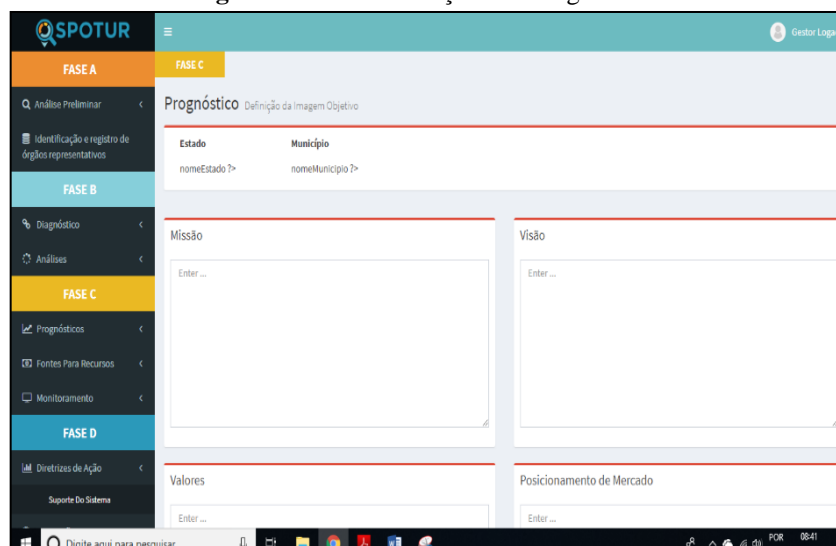 SPOTUR
Gestor Loga
FASE A
Análise Preliminar
Identificação e registro de
órgãos representativos
FASE B
Diagnóstico
Análises
FASE C
Prognósticos
Fontes Para Recursos
Monitoramento
FASE D
Diretrizes de Ação
Suporte Do Sistema
FASE C
Prognóstico Definição da Imagem Objetivo
Estado Município
nomeEstado ?> nomeMunicipio ?>
Missão
Enter ...
Visão
Enter ...
Valores
Enter ...
Posicionamento de Mercado
Enter ...
Digite aqui para pesquisar
POR 08:41